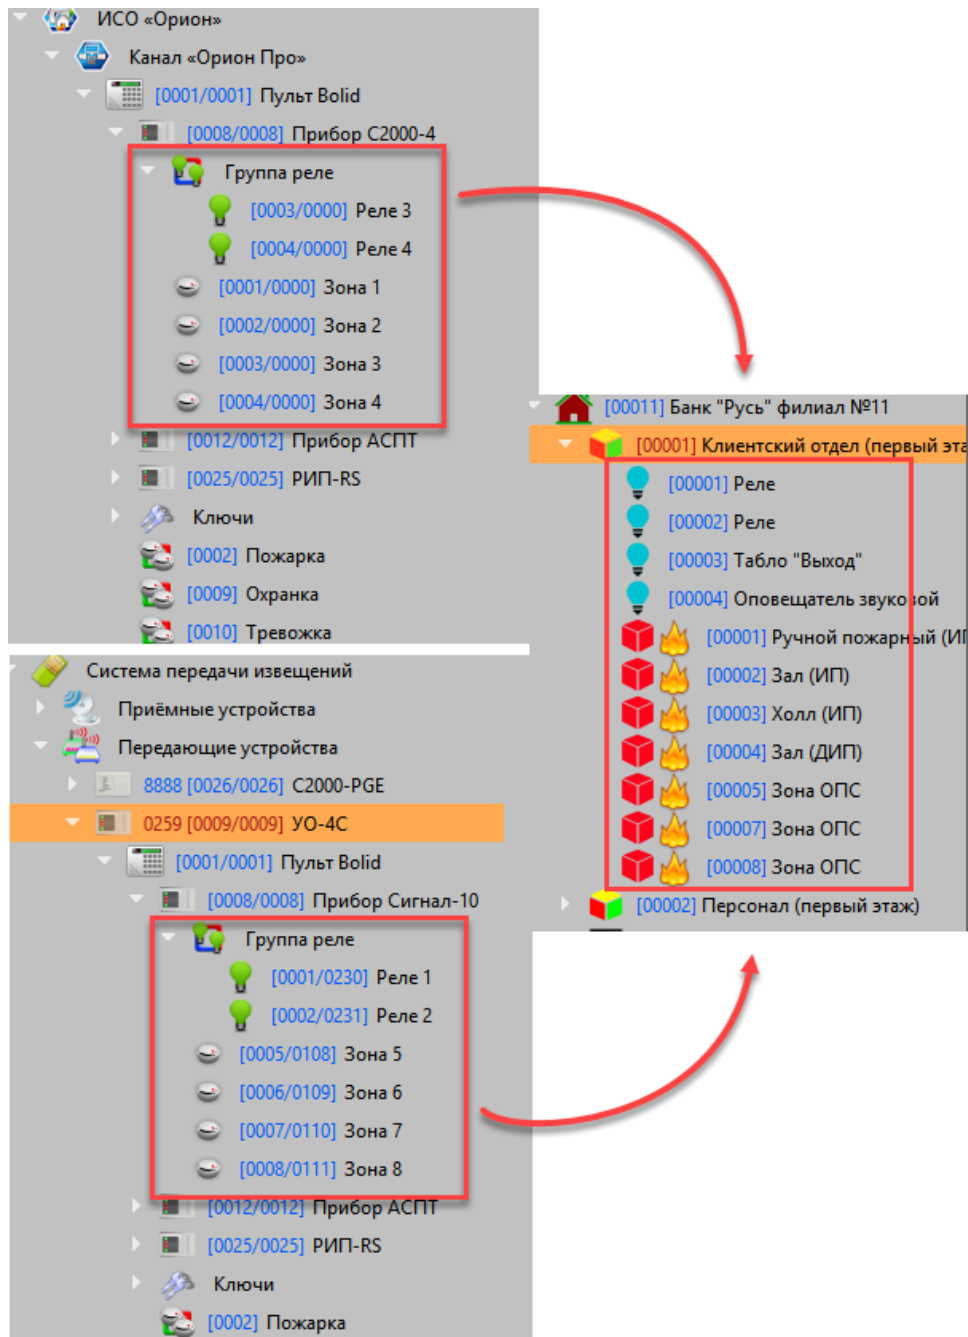 ИСО «Орион»
Канал «Орион Про»
[0001/0001] Пульт Bolid
[0008/0008] Прибор С2000-4
Группа реле
[0003/0000] Реле 3
[0004/0000] Реле 4
[0001/0000] Зона 1
[0002/0000] Зона 2
[0003/0000] Зона 3
[0004/0000] Зона 4
[0012/0012] Прибор АСПТ
[0025/0025] РИП-RS
Ключи
[0002] Пожарка
[0009] Охранка
[0010] Тревожка
Система передачи извещений
Приёмные устройства
Передающие устройства
8888 [0026/0026] С2000-PGE
0259 [0009/0009] УО-4С
[0001/0001] Пульт Bolid
[0008/0008] Прибор Сигнал-10
Группа реле
[0001/0230] Реле 1
[0002/0231] Реле 2
[0005/0108] Зона 5
[0006/0109] Зона 6
[0007/0110] Зона 7
[0008/0111] Зона 8
[0012/0012] Прибор АСПТ
[0025/0025] РИП-RS
Ключи
[0002] Пожарка
[00011] Банк "Русь" филиал №11
[00001] Клиентский отдел (первый эта
[00001] Реле
[00002] Реле
[00003] Табло "Выход"
[00004] Оповещатель звуковой
[00001] Ручной пожарный (ИП
[00002] Зал (ИП)
[00003] Холл (ИП)
[00004] Зал (ДИП)
[00005] Зона ОПС
[00007] Зона ОПС
[00008] Зона ОПС
[00002] Персонал (первый этаж)